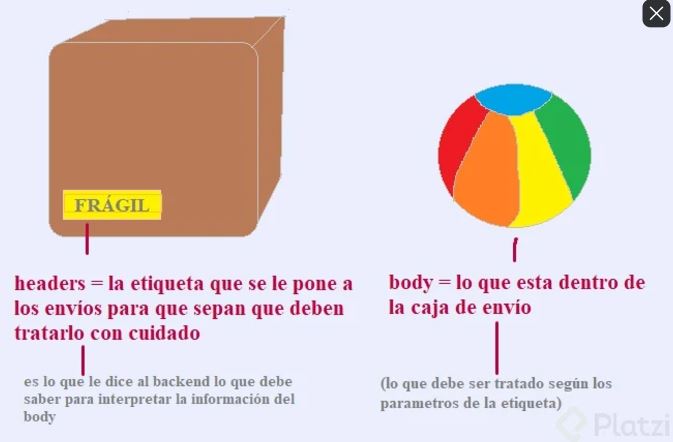 FRÁGIL
headers = la etiqueta que se le pone a
los envíos para que sepan que deben
tratarlo con cuidado
es lo que le dice al backend lo que debe
saber para interpretar la información del
body
body = lo que esta dentro de
la caja de envío
(lo que debe ser tratado según los
parametros de la etiqueta)
Platzi